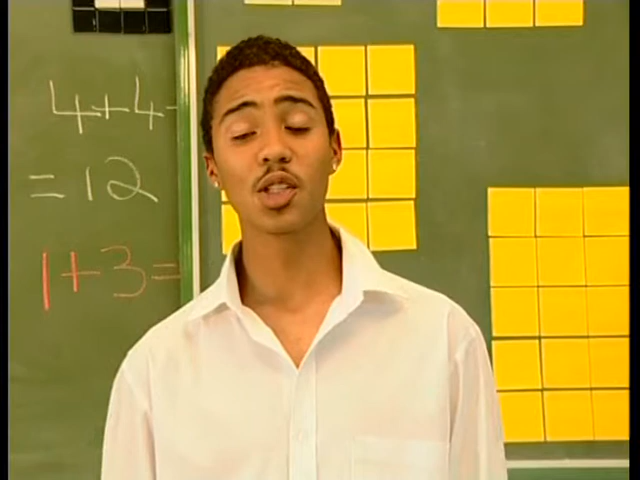 4+4-
= 12
1+3=